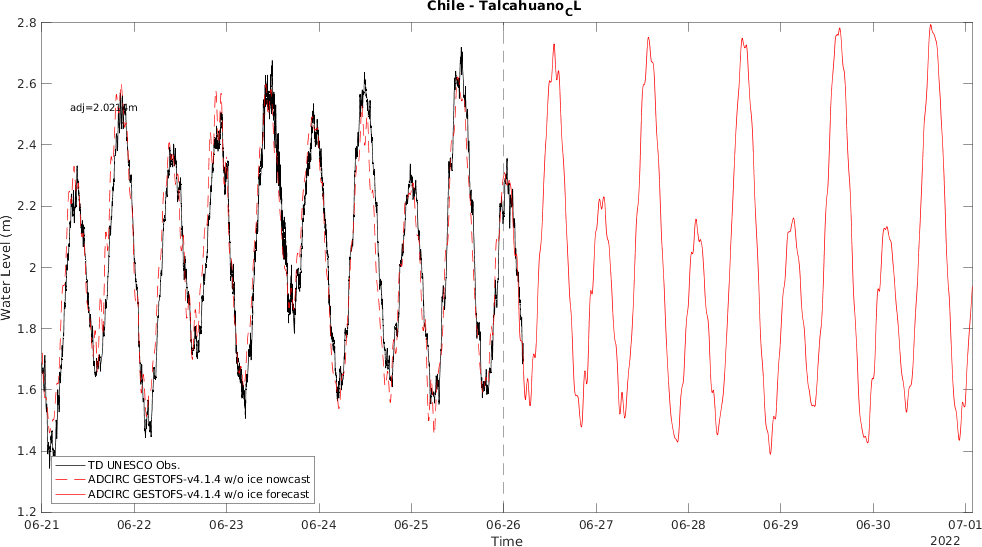 Chile - Talcahuano_CL
2.8
2.6
adj=2.0214m
2.4
2.2
Water Level (m)
2
1.8
1.6
1.4
TD UNESCO Obs.
ADCIRC GESTOFS-v4.1.4 w/o ice nowcast
ADCIRC GESTOFS-v4.1.4 w/o ice forecast
1.2
06-21 06-22 06-23 06-24 06-25 06-26 06-27 06-28 06-29 06-30 07-01
Time 2022